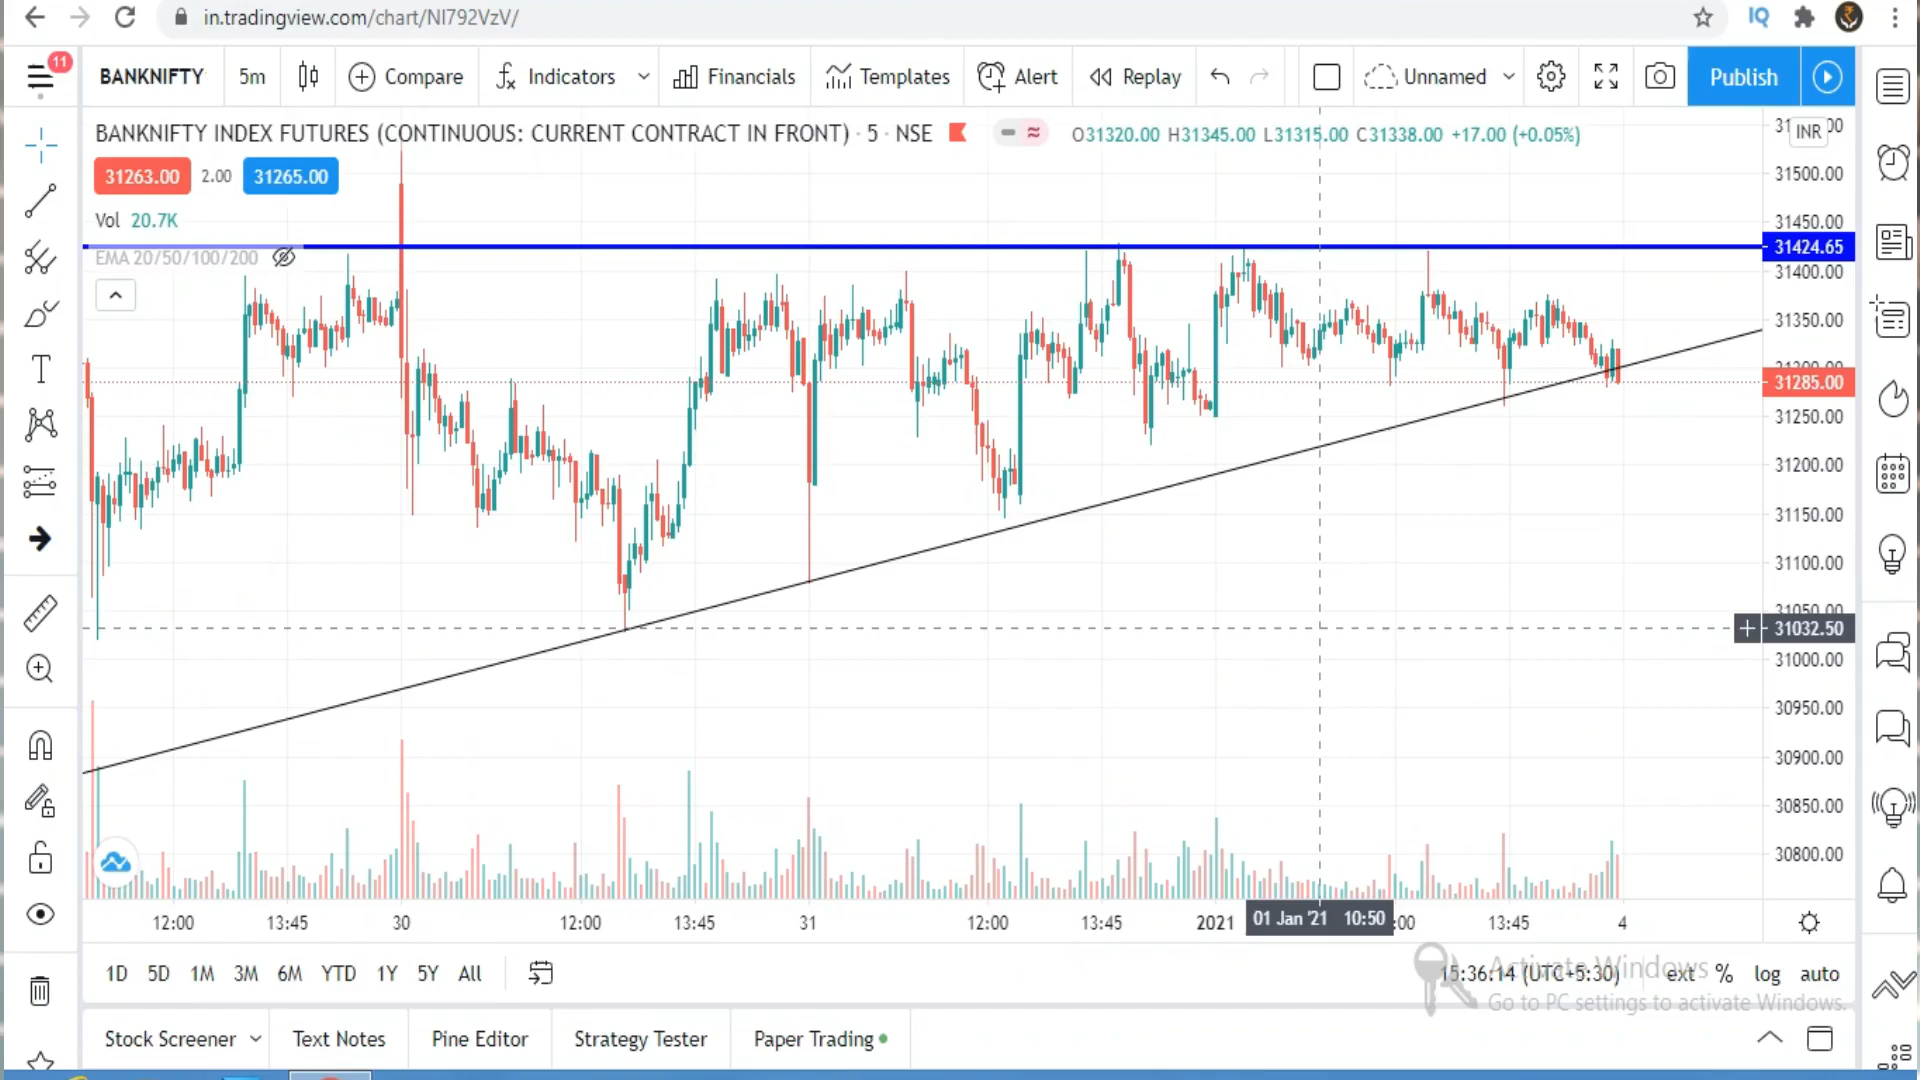 in.tradingview.com/chart/NI792VzV/
IQ
11
BANKNIFTY 5m Compare Indicators Financials Templates Alert Replay Unnamed Publish
BANKNIFTY INDEX FUTURES (CONTINUOUS: CURRENT CONTRACT IN FRONT) · 5 · NSE O31320.00 H31345.00 L31315.00 C31338.00 +17.00 (+0.05%)
INR
31263.00 2.00 31265.00
31500.00
Vol 20.7K
31450.00
31424.65
EMA 20/50/100/200
31400.00
31350.00
31285.00
31250.00
31200.00
31150.00
31100.00
31050.00
31032.50
31000.00
30950.00
30900.00
30850.00
30800.00
12:00 13:45 30 12:00 13:45 31 12:00 13:45 2021 01 Jan '21 10:50 :00 13:45 4
1D 5D 1M 3M 6M YTD 1Y 5Y All 15:36:14 (UTC+5:30) ext % log auto
Activate Windows
Go to PC settings to activate Windows.
Stock Screener Text Notes Pine Editor Strategy Tester Paper Trading